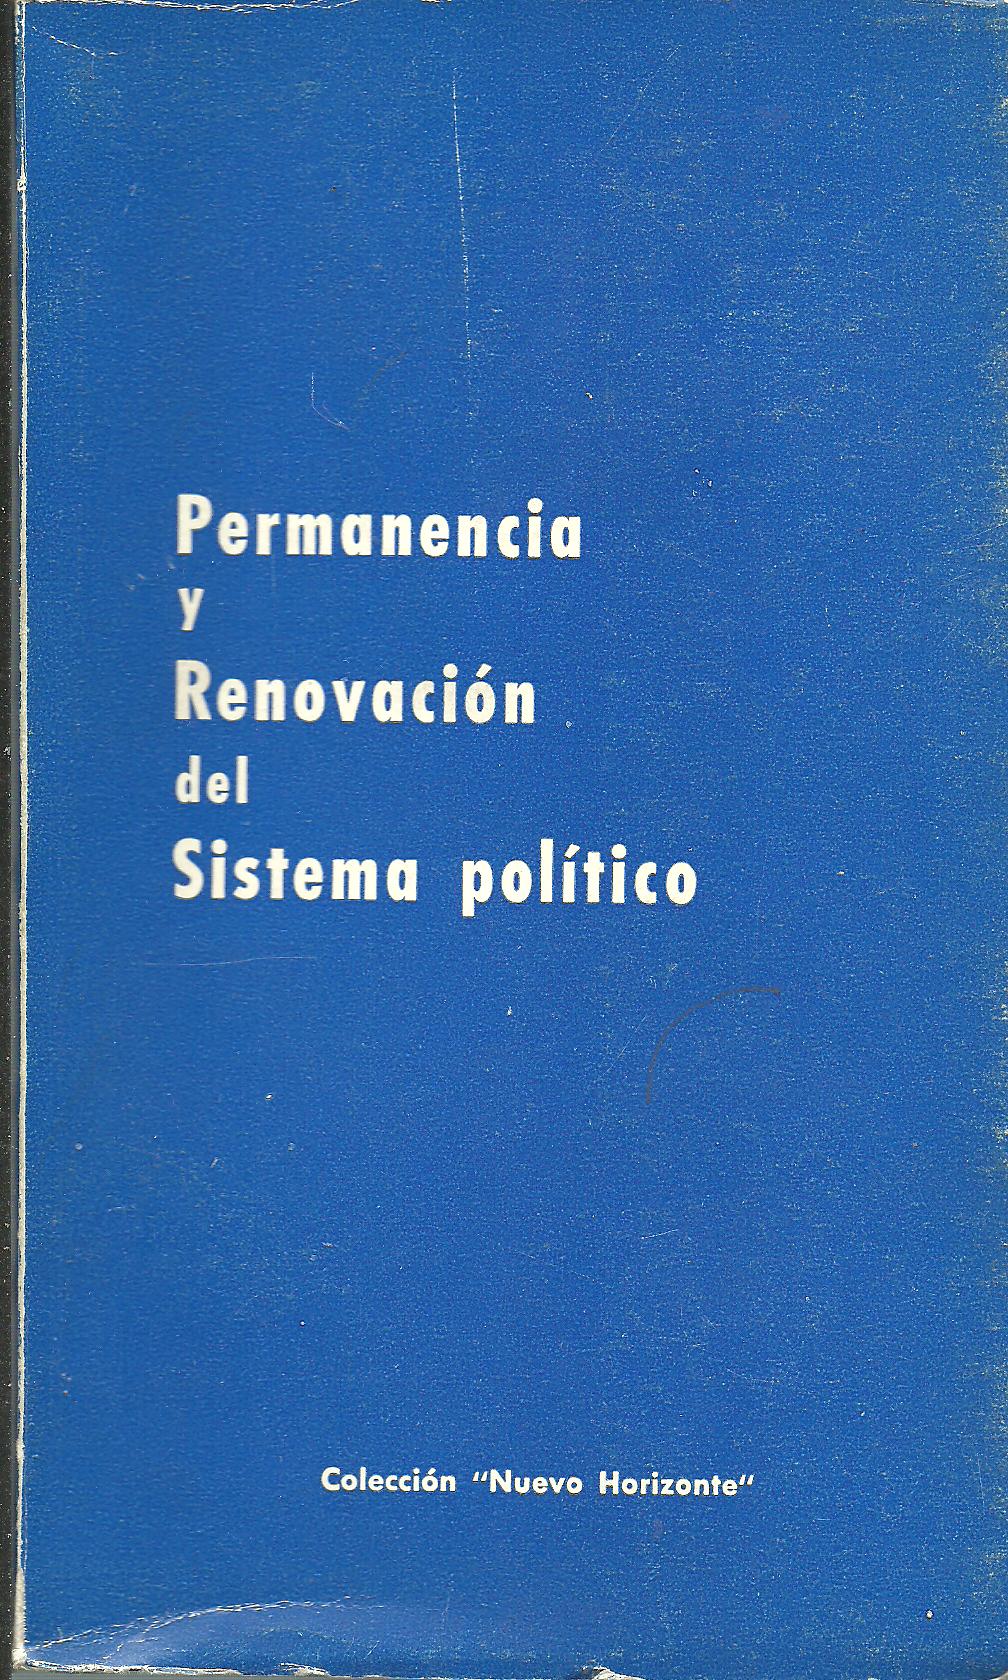 Permanencia
y
Renovación
del
Sistema político
Colección "Nuevo Horizonte"